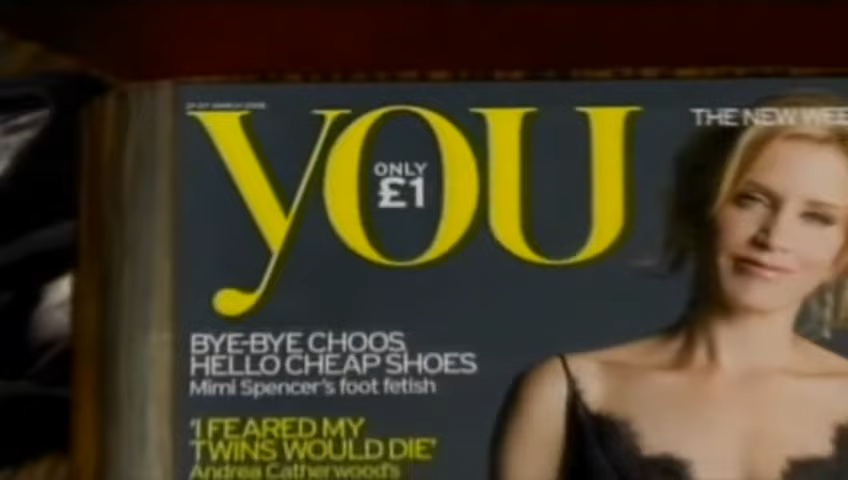 YOU
ONLY
£1
THE NEW WEE
BYE-BYE CHOOS,
HELLO CHEAP SHOES
Mimi Spencer's foot fetish
'I FEARED MY
TWINS WOULD DIE'
Andrea Catherwood's